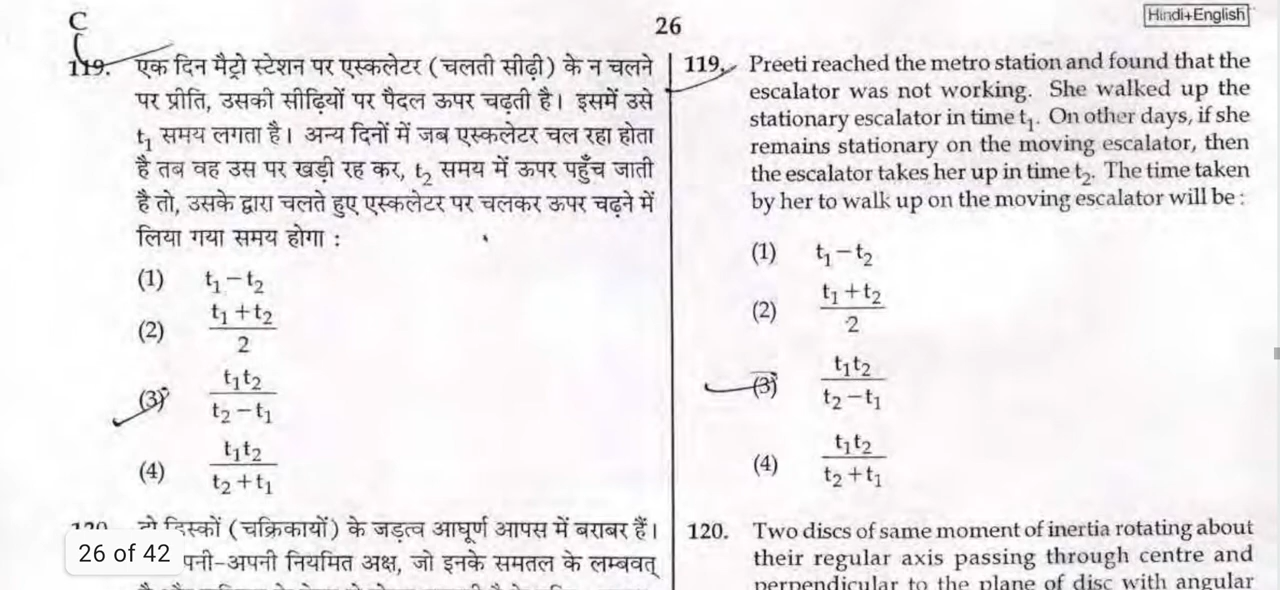 C
26
Hindi+English
119. एक दिन मैट्रो स्टेशन पर एस्कलेटर (चलती सीढ़ी) के न चलने
पर प्रीति, उसकी सीढ़ियों पर पैदल ऊपर चढ़ती है। इसमें उसे
t₁ समय लगता है। अन्य दिनों में जब एस्कलेटर चल रहा होता
है तब वह उस पर खड़ी रह कर, t₂ समय में ऊपर पहुँच जाती
है तो, उसके द्वारा चलते हुए एस्कलेटर पर चलकर ऊपर चढ़ने में
लिया गया समय होगा :
(1) t₁ − t₂
(2) (t₁ + t₂) / 2
(3) t₁t₂ / (t₂ − t₁)
(4) t₁t₂ / (t₂ + t₁)
120. दो डिस्कों (चक्रिकायों) के जड़त्व आघूर्ण आपस में बराबर हैं।
पनी-अपनी नियमित अक्ष, जो इनके समतल के लम्बवत्
26 of 42
119. Preeti reached the metro station and found that the
escalator was not working. She walked up the
stationary escalator in time t₁. On other days, if she
remains stationary on the moving escalator, then
the escalator takes her up in time t₂. The time taken
by her to walk up on the moving escalator will be :
(1) t₁ − t₂
(2) (t₁ + t₂) / 2
(3) t₁t₂ / (t₂ − t₁)
(4) t₁t₂ / (t₂ + t₁)
120. Two discs of same moment of inertia rotating about
their regular axis passing through centre and
perpendicular to the plane of disc with angular